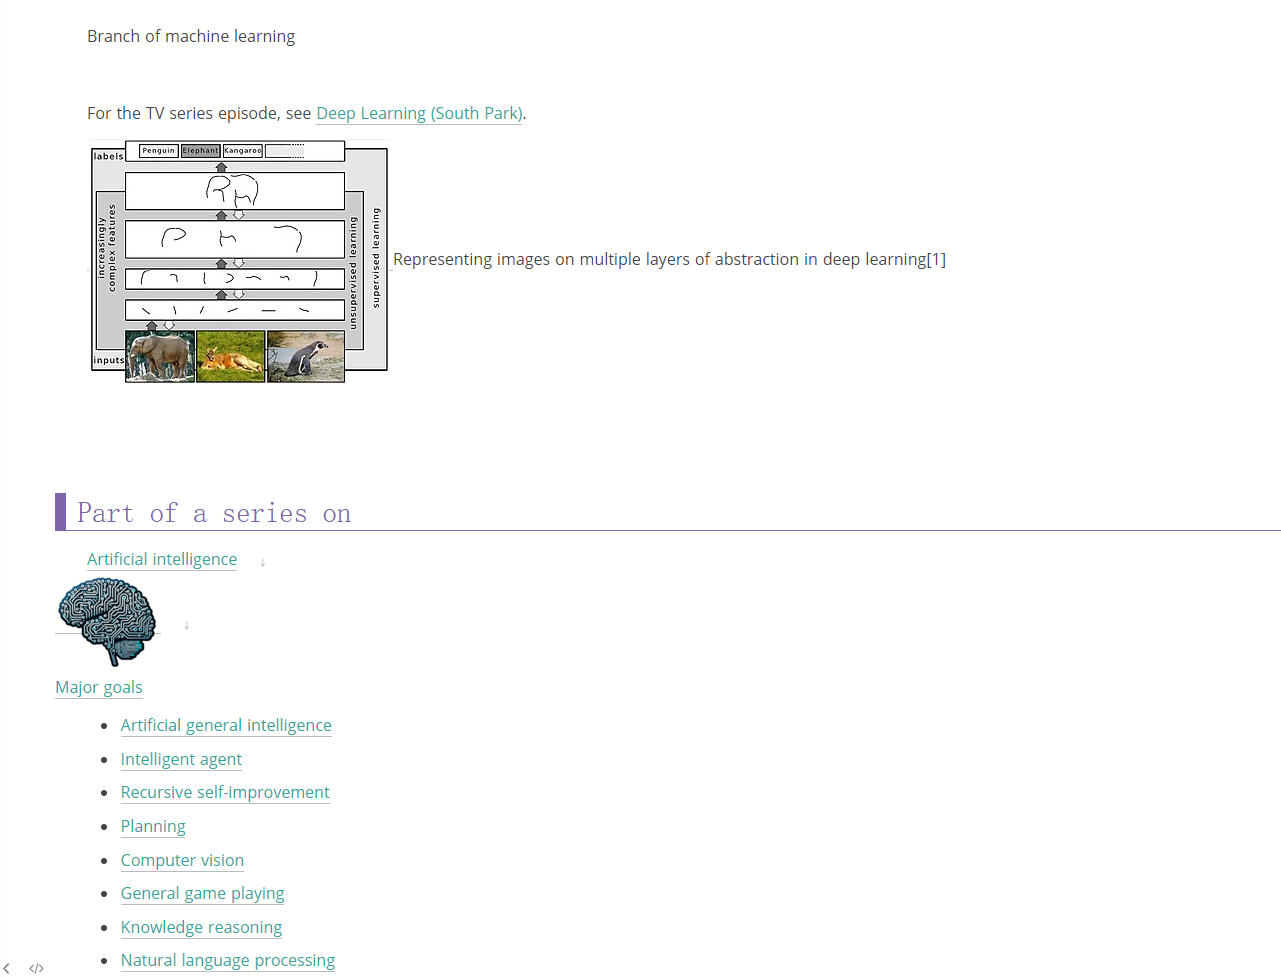 Branch of machine learning
For the TV series episode, see Deep Learning (South Park).
labels
Penguin Elephant Kangaroo
increasingly
complex features
unsupervised learning
supervised learning
inputs
Representing images on multiple layers of abstraction in deep learning[1]
Part of a series on
Artificial intelligence ↓
↓
Major goals
• Artificial general intelligence
• Intelligent agent
• Recursive self-improvement
• Planning
• Computer vision
• General game playing
• Knowledge reasoning
• Natural language processing